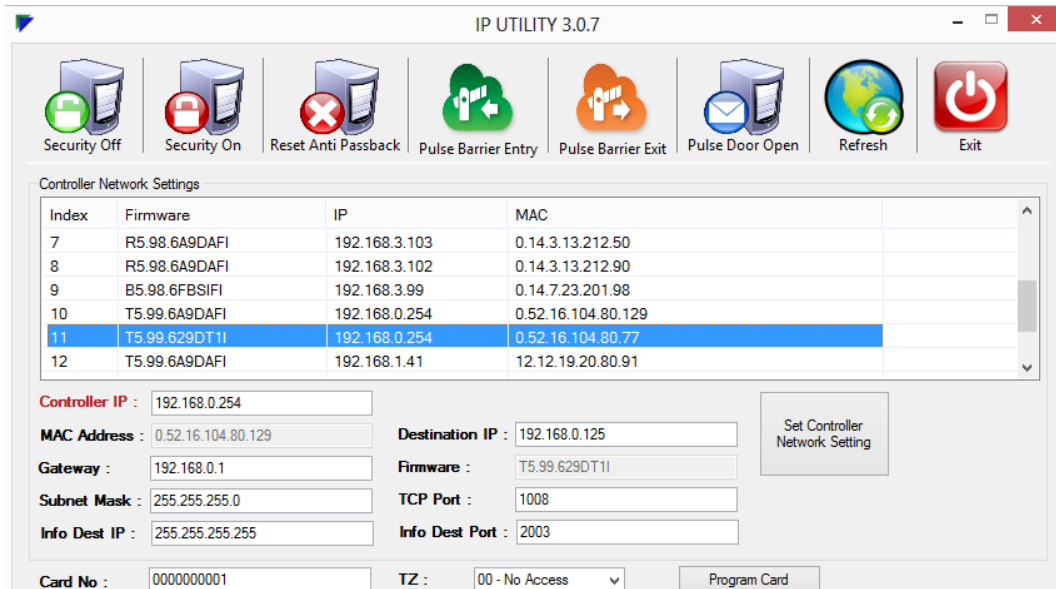 IP UTILITY 3.0.7
Security Off Security On Reset Anti Passback Pulse Barrier Entry Pulse Barrier Exit Pulse Door Open Refresh Exit
Controller Network Settings
Index Firmware IP MAC
7 R5.98.6A9DAFI 192.168.3.103 0.14.3.13.212.50
8 R5.98.6A9DAFI 192.168.3.102 0.14.3.13.212.90
9 B5.98.6FBSIFI 192.168.3.99 0.14.7.23.201.98
10 T5.99.6A9DAFI 192.168.0.254 0.52.16.104.80.129
11 T5.99.629DT1I 192.168.0.254 0.52.16.104.80.77
12 T5.99.6A9DAFI 192.168.1.41 12.12.19.20.80.91
Controller IP : 192.168.0.254
MAC Address : 0.52.16.104.80.129 Destination IP : 192.168.0.125 Set Controller
Network Setting
Gateway : 192.168.0.1 Firmware : T5.99.629DT1I
Subnet Mask : 255.255.255.0 TCP Port : 1008
Info Dest IP : 255.255.255.255 Info Dest Port : 2003
Card No : 0000000001 TZ : 00 - No Access Program Card